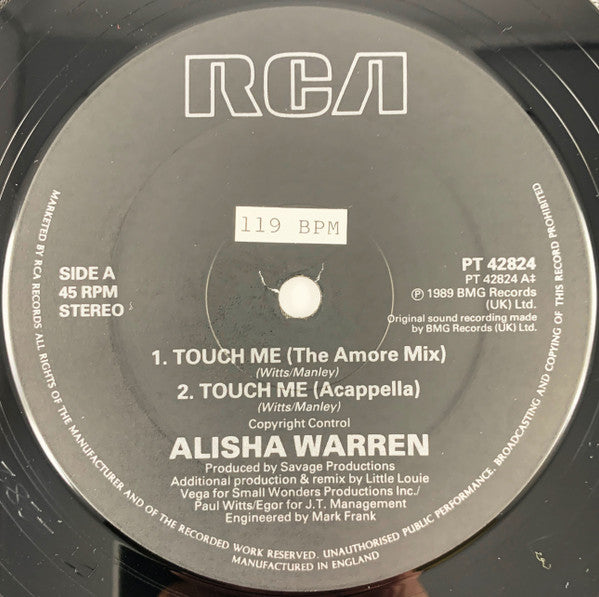 RCA
119 BPM
SIDE A
45 RPM
STEREO
PT 42824
PT 42824 A‡
Ⓟ 1989 BMG Records
(UK) Ltd.
Original sound recording made
by BMG Records (UK) Ltd.
1. TOUCH ME (The Amore Mix)
(Witts/Manley)
2. TOUCH ME (Acappella)
(Witts/Manley)
Copyright Control
ALISHA WARREN
Produced by Savage Productions
Additional production & remix by Little Louie
Vega for Small Wonders Productions Inc./
Paul Witts/Egor for J.T. Management
Engineered by Mark Frank
MARKETED BY RCA RECORDS ALL RIGHTS OF THE MANUFACTURER AND OF THE RECORDED WORK RESERVED. UNAUTHORISED PUBLIC PERFORMANCE, BROADCASTING AND COPYING OF THIS RECORD PROHIBITED
MANUFACTURED IN ENGLAND